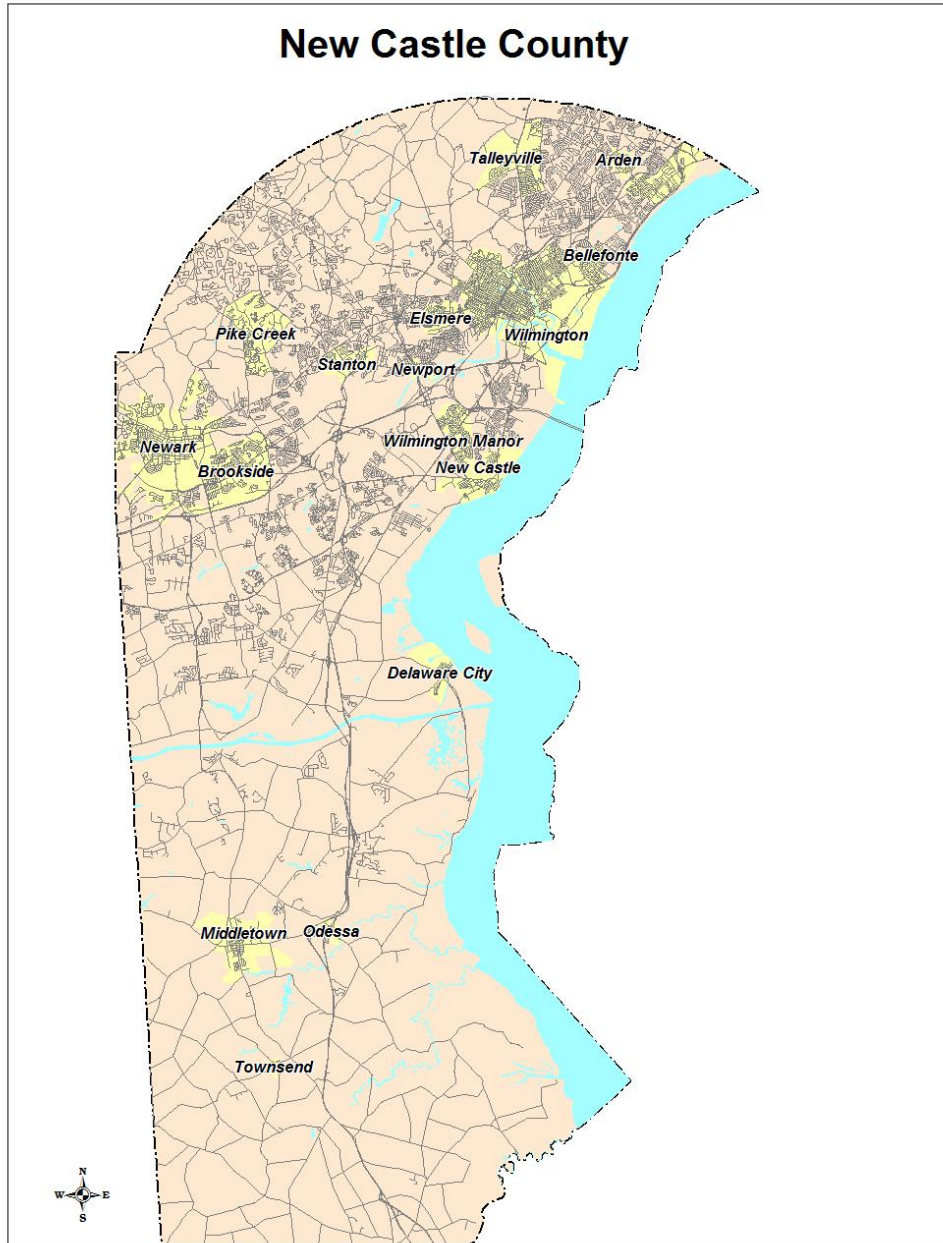 New Castle County
Talleyville
Arden
Bellefonte
Elsmere
Wilmington
Pike Creek
Stanton
Newport
Newark
Wilmington Manor
Brookside
New Castle
Delaware City
Middletown
Odessa
Townsend
N
W
E
S